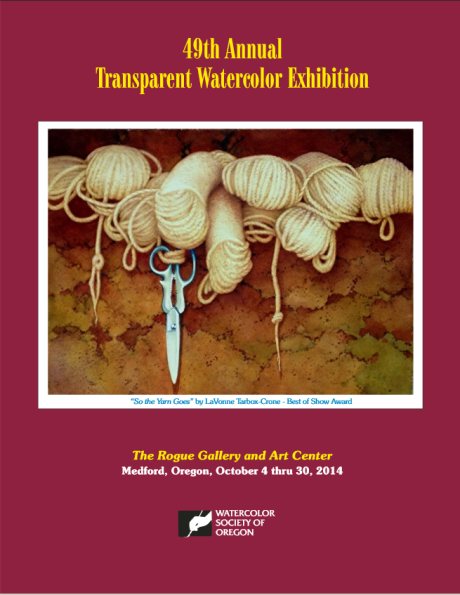 49th Annual
Transparent Watercolor Exhibition
"So the Yarn Goes" by LaVonne Tarbox-Crone - Best of Show Award
The Rogue Gallery and Art Center
Medford, Oregon, October 4 thru 30, 2014
WATERCOLOR
SOCIETY OF
OREGON